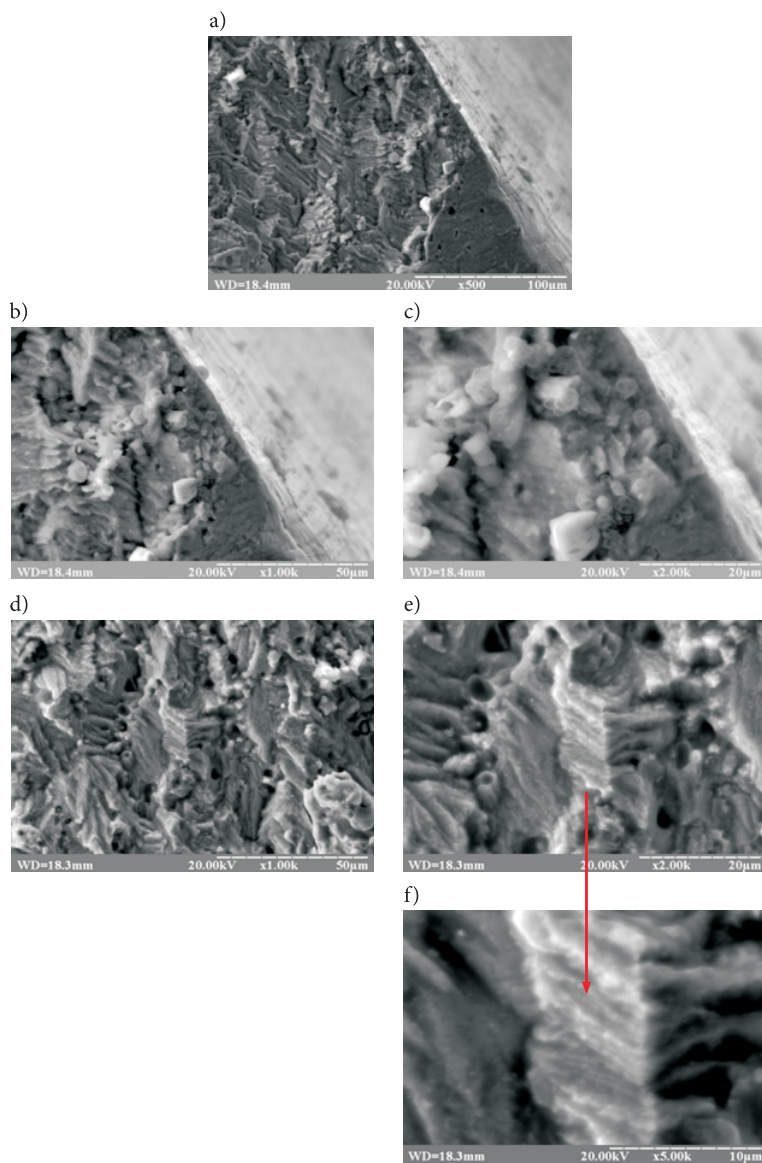 a)
WD=18.4mm 20.00kV x500 100µm
b)
WD=18.4mm 20.00kV x1.00k 50µm
c)
WD=18.4mm 20.00kV x2.00k 20µm
d)
WD=18.3mm 20.00kV x1.00k 50µm
e)
WD=18.3mm 20.00kV x2.00k 20µm
f)
WD=18.3mm 20.00kV x5.00k 10µm